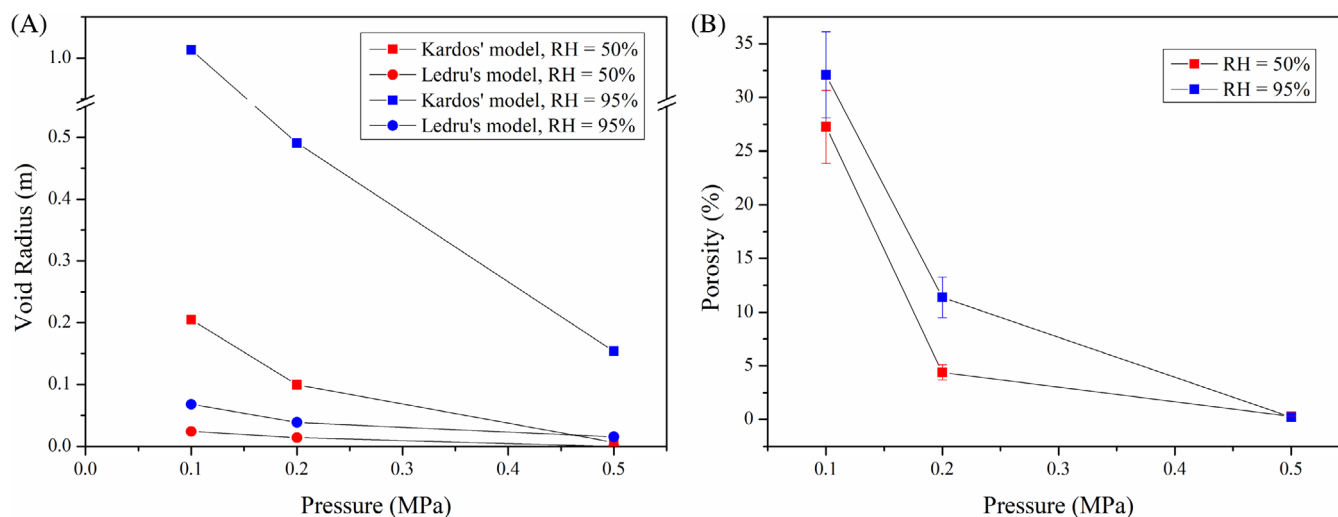 (A)
Kardos' model, RH = 50%
Ledru's model, RH = 50%
Kardos' model, RH = 95%
Ledru's model, RH = 95%
Void Radius (m)
1.0
0.5
0.4
0.3
0.2
0.1
0.0
0.0 0.1 0.2 0.3 0.4 0.5
Pressure (MPa)
(B)
RH = 50%
RH = 95%
Porosity (%)
35
30
25
20
15
10
5
0
0.1 0.2 0.3 0.4 0.5
Pressure (MPa)